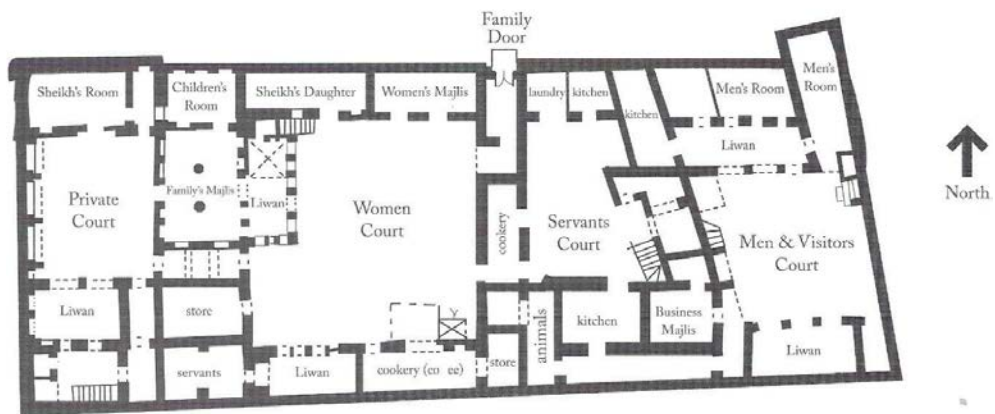 Family
Door
Sheikh's Room
Children's
Room
Sheikh's Daughter
Women's Majlis
laundry
kitchen
kitchen
Men's Room
Men's
Room
Liwan
North
Private
Court
Family's Majlis
Liwan
Women
Court
cookery
Servants
Court
Men & Visitors
Court
Liwan
store
kitchen
Business
Majlis
animals
servants
Liwan
cookery (co ee)
store
Liwan